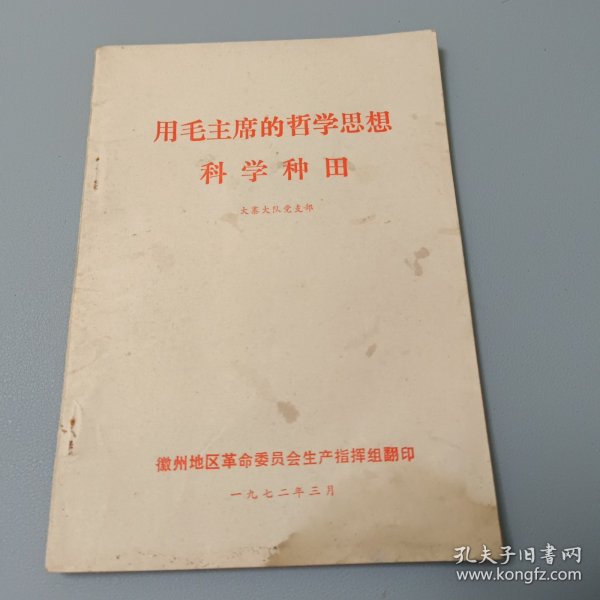 用毛主席的哲学思想
科学种田
大寨大队党支部
徽州地区革命委员会生产指挥组翻印
一九七二年三月
孔夫子旧书网
www.kongfz.com